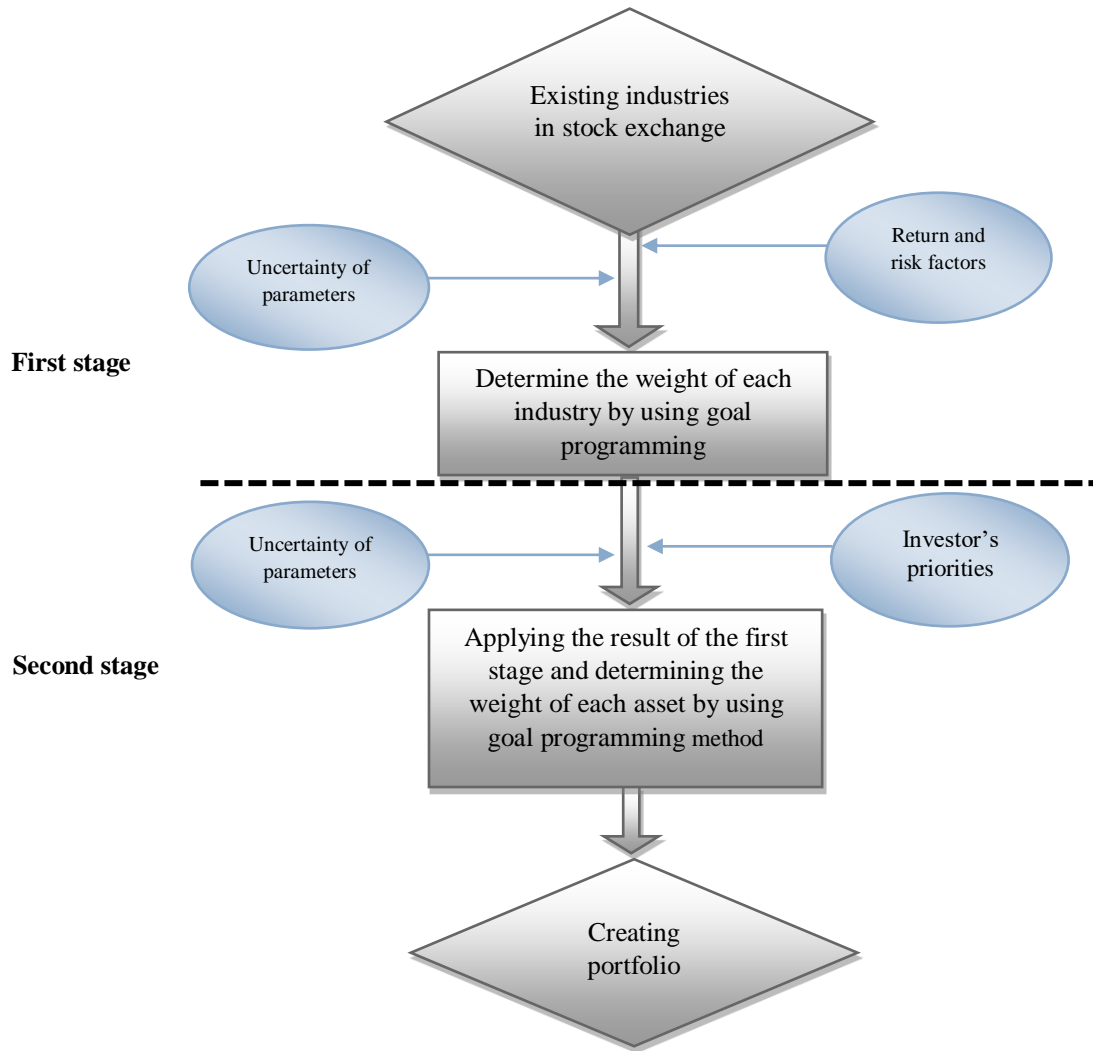 Existing industries
in stock exchange
Uncertainty of
parameters
Return and
risk factors
First stage
Determine the weight of each
industry by using goal
programming
Uncertainty of
parameters
Investor's
priorities
Second stage
Applying the result of the first
stage and determining the
weight of each asset by using
goal programming method
Creating
portfolio